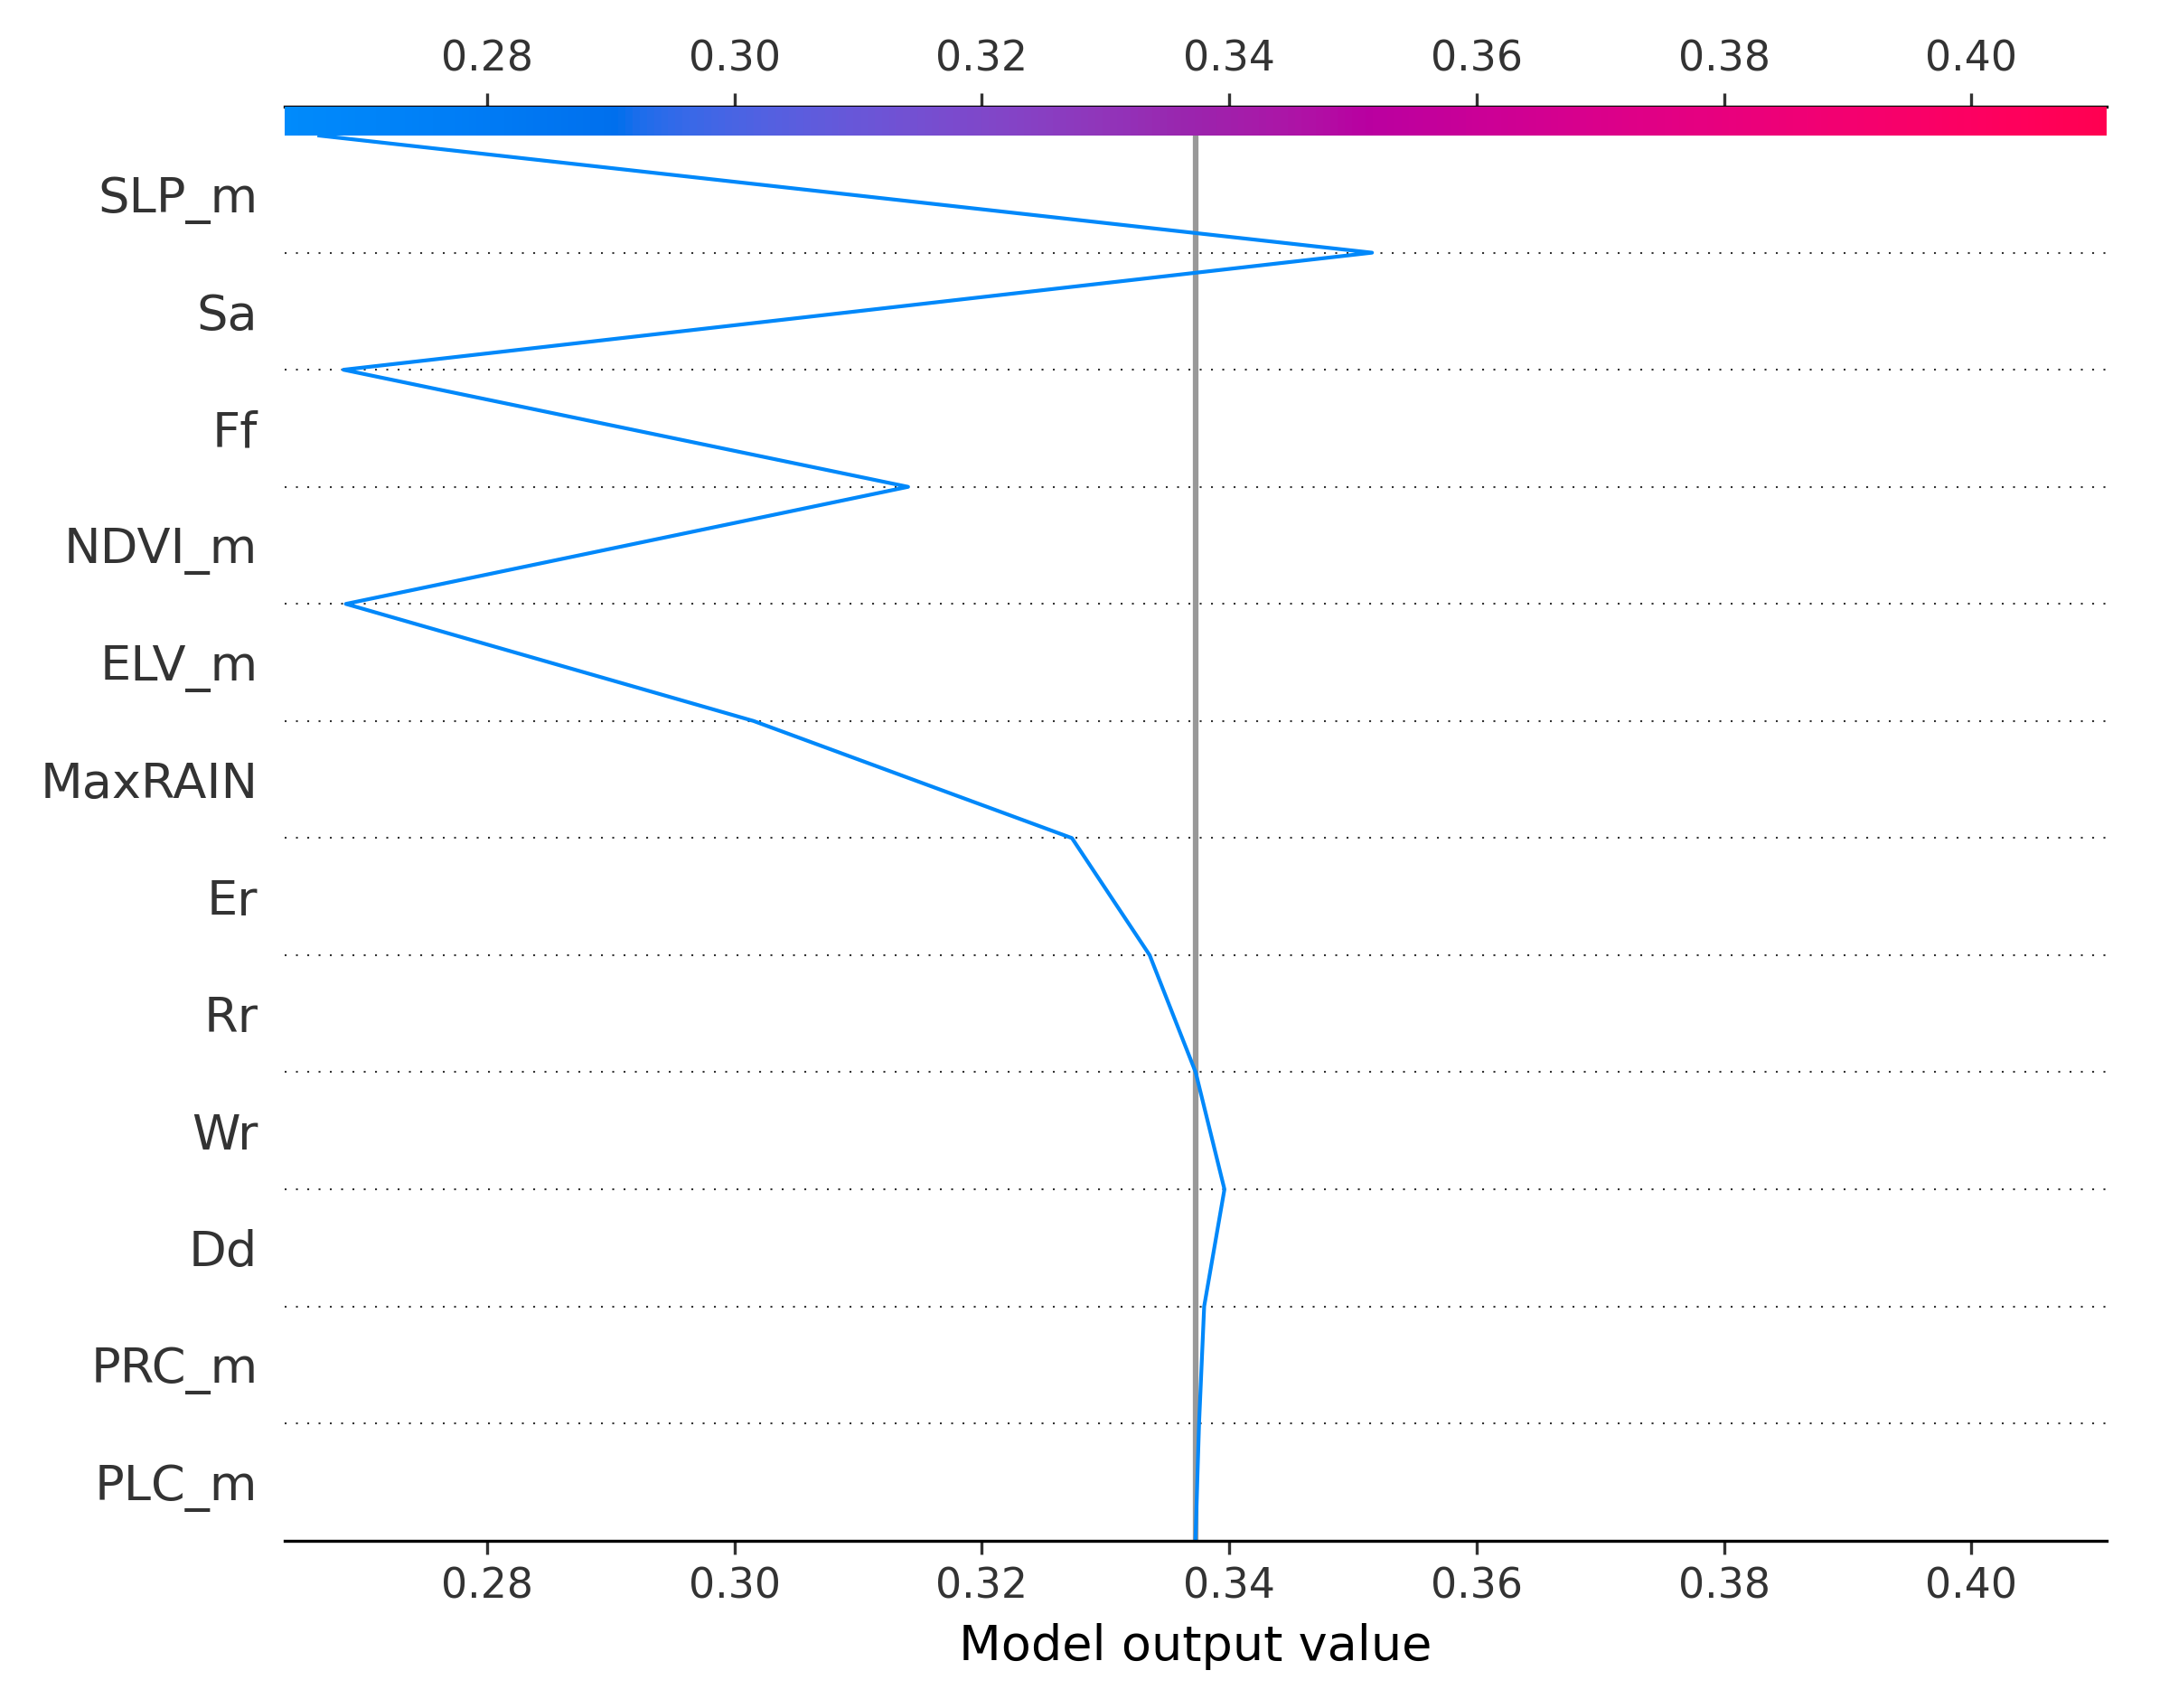 0.28 0.30 0.32 0.34 0.36 0.38 0.40
SLP_m
Sa
Ff
NDVI_m
ELV_m
MaxRAIN
Er
Rr
Wr
Dd
PRC_m
PLC_m
0.28 0.30 0.32 0.34 0.36 0.38 0.40
Model output value